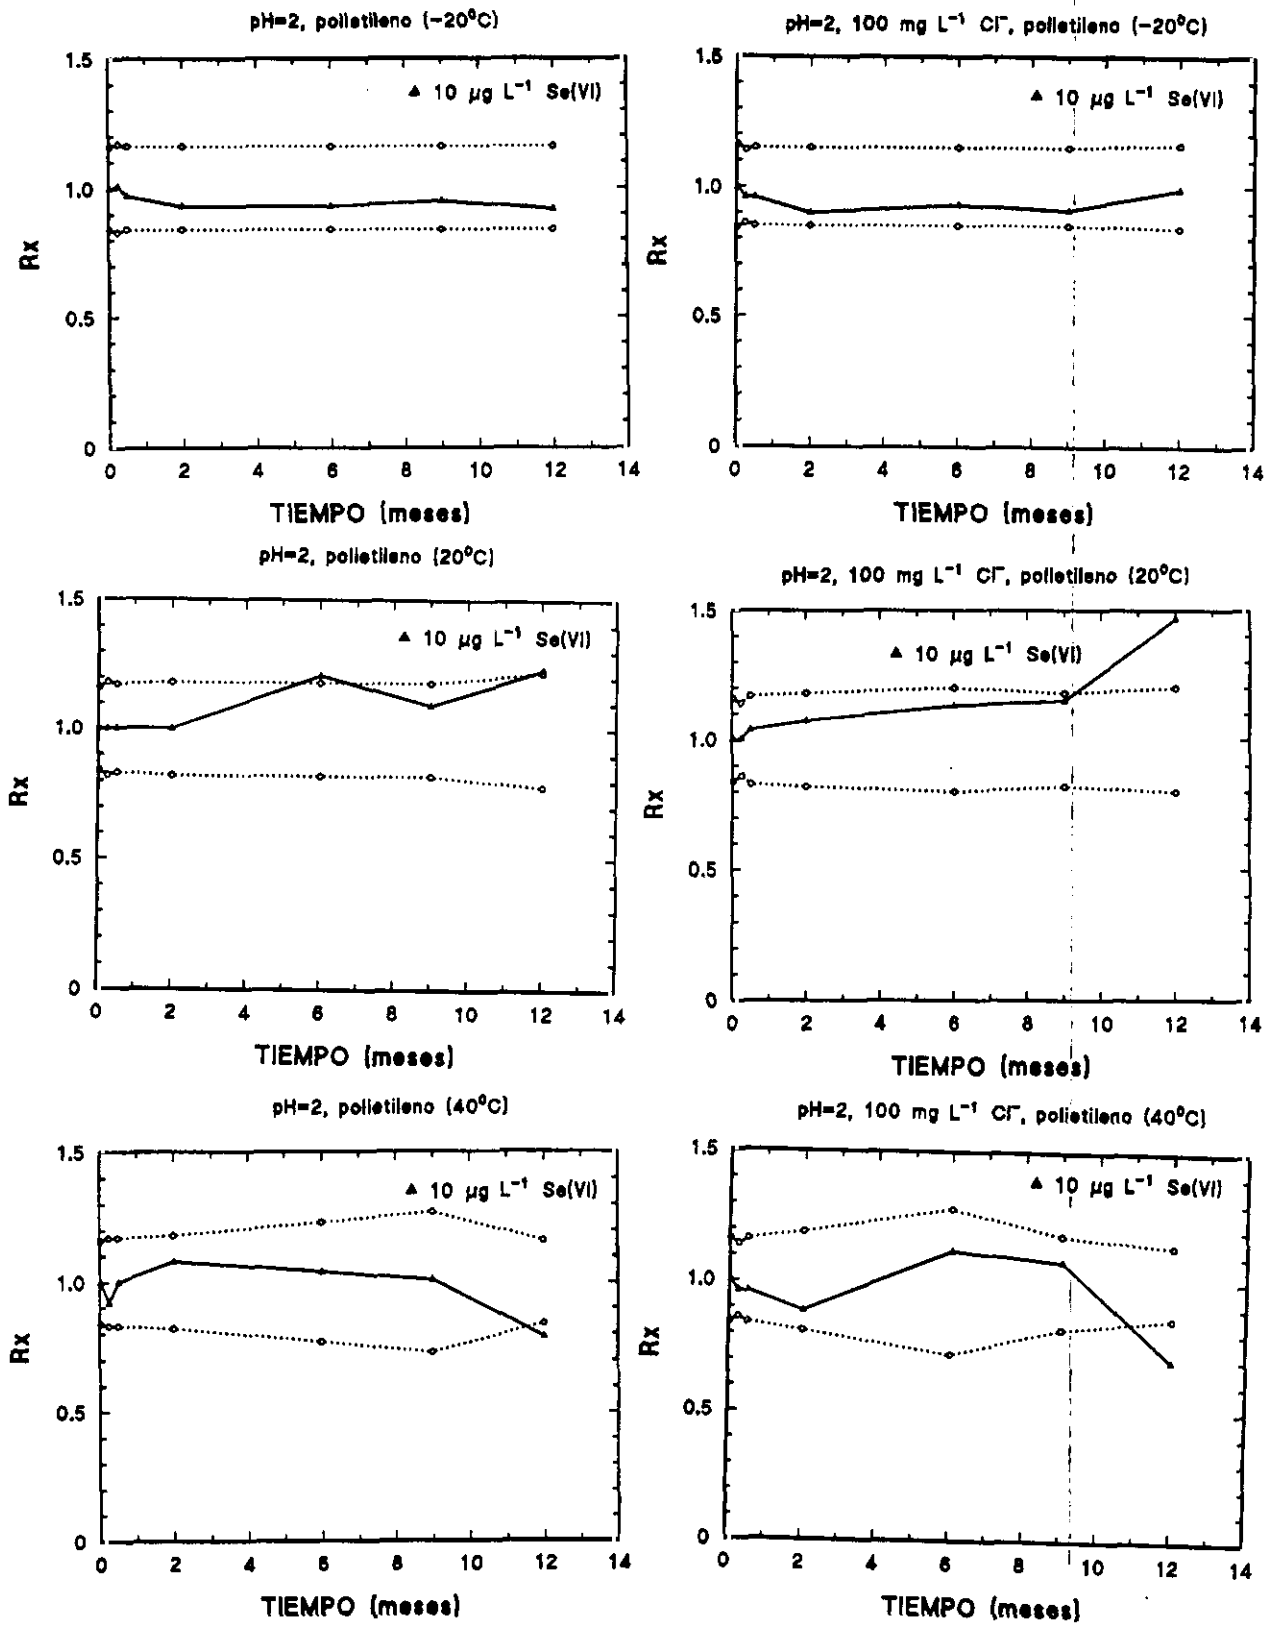 pH=2, polietileno (-20⁰C)
1.5
▲ 10 µg L⁻¹ Se(VI)
1.0
Rx
0.5
0
0 2 4 6 8 10 12 14
TIEMPO (meses)
pH=2, 100 mg L⁻¹ Cl⁻, polietileno (-20⁰C)
1.5
▲ 10 µg L⁻¹ Se(VI)
1.0
Rx
0.5
0
0 2 4 6 8 10 12 14
TIEMPO (meses)
pH=2, polietileno (20⁰C)
1.5
▲ 10 µg L⁻¹ Se(VI)
1.0
Rx
0.5
0
0 2 4 6 8 10 12 14
TIEMPO (meses)
pH=2, 100 mg L⁻¹ Cl⁻, polietileno (20⁰C)
1.5
▲ 10 µg L⁻¹ Se(VI)
1.0
Rx
0.5
0
0 2 4 6 8 10 12 14
TIEMPO (meses)
pH=2, polietileno (40⁰C)
1.5
▲ 10 µg L⁻¹ Se(VI)
1.0
Rx
0.5
0
0 2 4 6 8 10 12 14
TIEMPO (meses)
pH=2, 100 mg L⁻¹ Cl⁻, polietileno (40⁰C)
1.5
▲ 10 µg L⁻¹ Se(VI)
1.0
Rx
0.5
0
0 2 4 6 8 10 12 14
TIEMPO (meses)